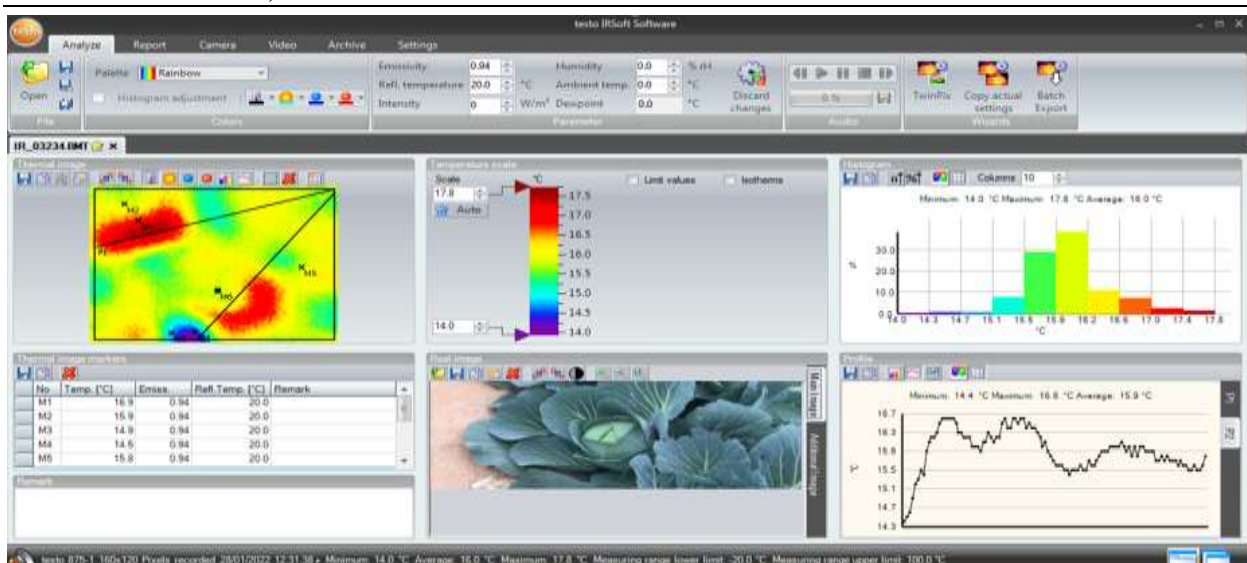 testo IRSoft Software
Analyze Report Camera Video Archive Settings
Palette Rainbow
Histogram adjustment
Open
File
Colors
Emissivity 0.94 Humidity 0.0 % rH
Refl. temperature 20.0 °C Ambient temp. 0.0 °C
Intensity 0 W/m² Dewpoint 0.0 °C
Parameter
Discard changes
0 %
Audio
TwinPix
Copy actual settings
Batch Export
Wizards
IR_03234.BMT
Thermal image
M2
M5
Temperature scale
Scale °C
Limit values Isotherms
17.8
Auto
17.5
17.0
16.5
16.0
15.5
15.0
14.5
14.0
14.0
Histogram
Columns 10
Minimum: 14.0 °C Maximum: 17.8 °C Average: 16.0 °C
30.0
20.0
10.0
0.0
14.0 14.3 14.7 15.1 15.5 15.9 16.2 16.6 17.0 17.4 17.8
°C
Thermal image markers
No Temp. [°C] Emiss. Refl.Temp. [°C] Remark
M1 16.9 0.94 20.0
M2 15.9 0.94 20.0
M3 14.9 0.94 20.0
M4 14.5 0.94 20.0
M5 15.8 0.94 20.0
Remark
Real image
Main image
Additional image
Profile
Minimum: 14.4 °C Maximum: 16.6 °C Average: 15.9 °C
16.7
16.3
15.9
15.5
15.1
14.7
14.3
°C
P1
P2
testo 875-1 160x120 Pixels recorded 28/01/2022 12:31:38 Minimum: 14.0 °C Average: 16.0 °C Maximum: 17.8 °C Measuring range lower limit: -20.0 °C Measuring range upper limit: 100.0 °C